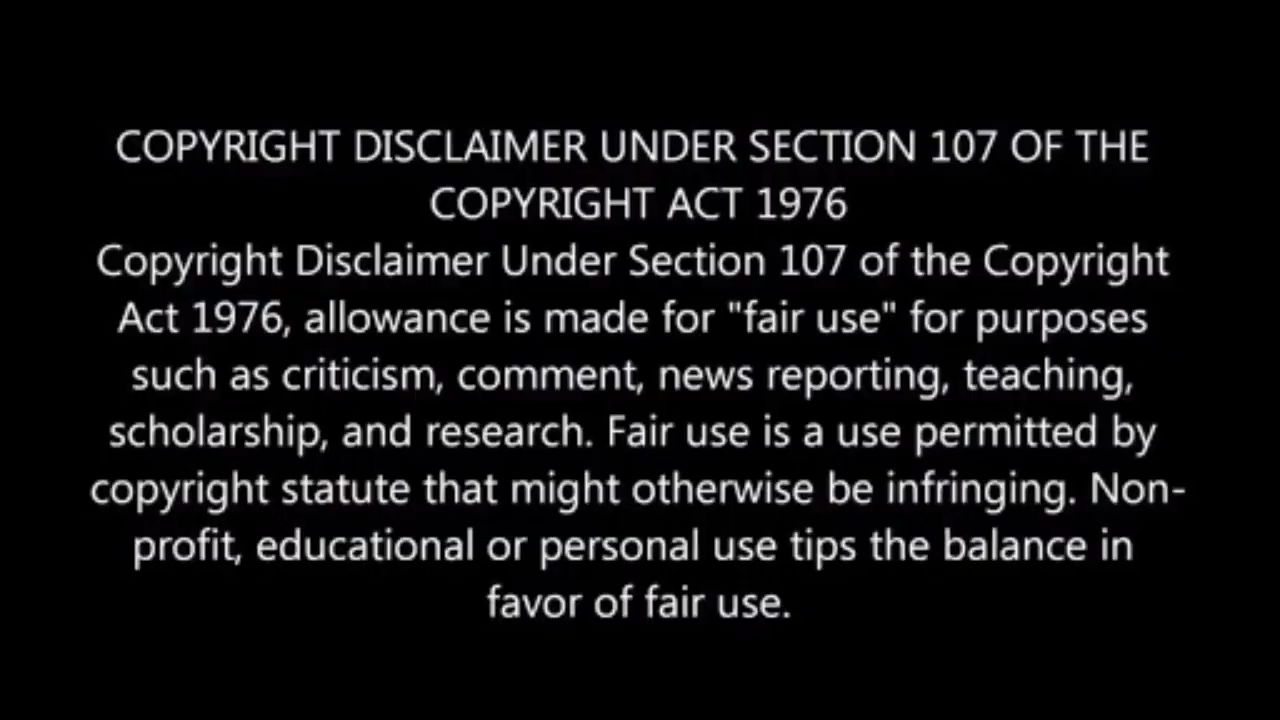 COPYRIGHT DISCLAIMER UNDER SECTION 107 OF THE
COPYRIGHT ACT 1976
Copyright Disclaimer Under Section 107 of the Copyright
Act 1976, allowance is made for "fair use" for purposes
such as criticism, comment, news reporting, teaching,
scholarship, and research. Fair use is a use permitted by
copyright statute that might otherwise be infringing. Non-
profit, educational or personal use tips the balance in
favor of fair use.